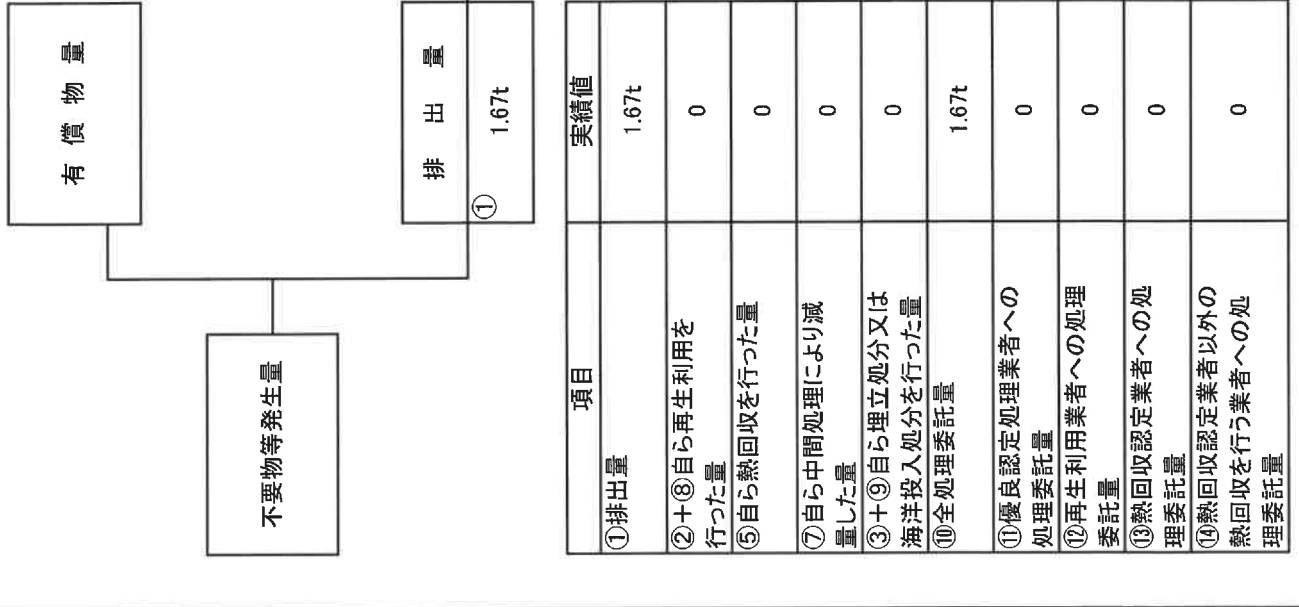 有償物量
不要物等発生量
排出量
① 1.67t
項目 実績値
①排出量 1.67t
②+⑧自ら再生利用を
行った量 0
⑤自ら熱回収を行った量 0
⑦自ら中間処理により減
量した量 0
③+⑨自ら埋立処分又は
海洋投入処分を行った量 0
⑩全処理委託量 1.67t
⑪優良認定処理業者への
処理委託量 0
⑫再生利用業者への処理
委託量 0
⑬熱回収認定業者への処
理委託量 0
⑭熱回収認定業者以外の
熱回収を行う業者への処
理委託量 0